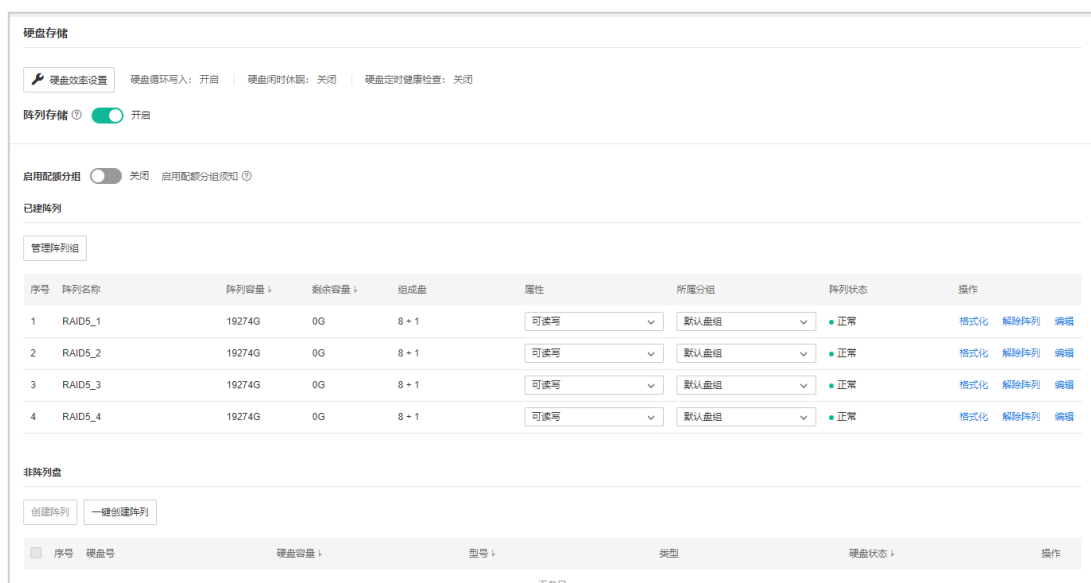 硬盘存储
硬盘效率设置 硬盘循环写入: 开启 硬盘闲时休眠: 关闭 硬盘定时健康检查: 关闭
阵列存储 开启
启用配额分组 关闭 启用配额分组须知
已建阵列
管理阵列组
序号 阵列名称 阵列容量 剩余容量 组成盘 属性 所属分组 阵列状态 操作
1 RAID5_1 19274G 0G 8 + 1 可读写 默认盘组 正常 格式化 解除阵列 编辑
2 RAID5_2 19274G 0G 8 + 1 可读写 默认盘组 正常 格式化 解除阵列 编辑
3 RAID5_3 19274G 0G 8 + 1 可读写 默认盘组 正常 格式化 解除阵列 编辑
4 RAID5_4 19274G 0G 8 + 1 可读写 默认盘组 正常 格式化 解除阵列 编辑
非阵列盘
创建阵列 一键创建阵列
序号 硬盘号 硬盘容量 型号 类型 硬盘状态 操作